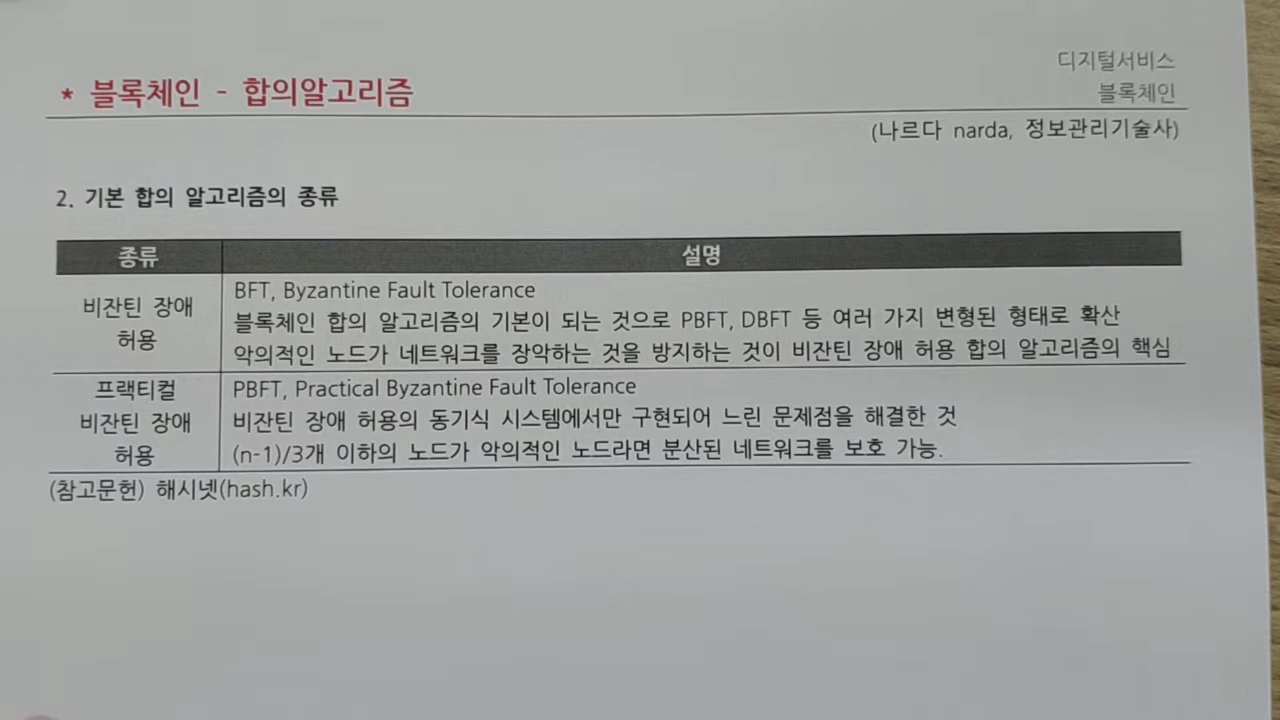 * 블록체인 - 합의알고리즘
디지털서비스
블록체인
(나르다 narda, 정보관리기술사)
2. 기본 합의 알고리즘의 종류
종류 설명
비잔틴 장애
허용
BFT, Byzantine Fault Tolerance
블록체인 합의 알고리즘의 기본이 되는 것으로 PBFT, DBFT 등 여러 가지 변형된 형태로 확산
악의적인 노드가 네트워크를 장악하는 것을 방지하는 것이 비잔틴 장애 허용 합의 알고리즘의 핵심
프랙티컬
비잔틴 장애
허용
PBFT, Practical Byzantine Fault Tolerance
비잔틴 장애 허용의 동기식 시스템에서만 구현되어 느린 문제점을 해결한 것
(n-1)/3개 이하의 노드가 악의적인 노드라면 분산된 네트워크를 보호 가능.
(참고문헌) 해시넷(hash.kr)